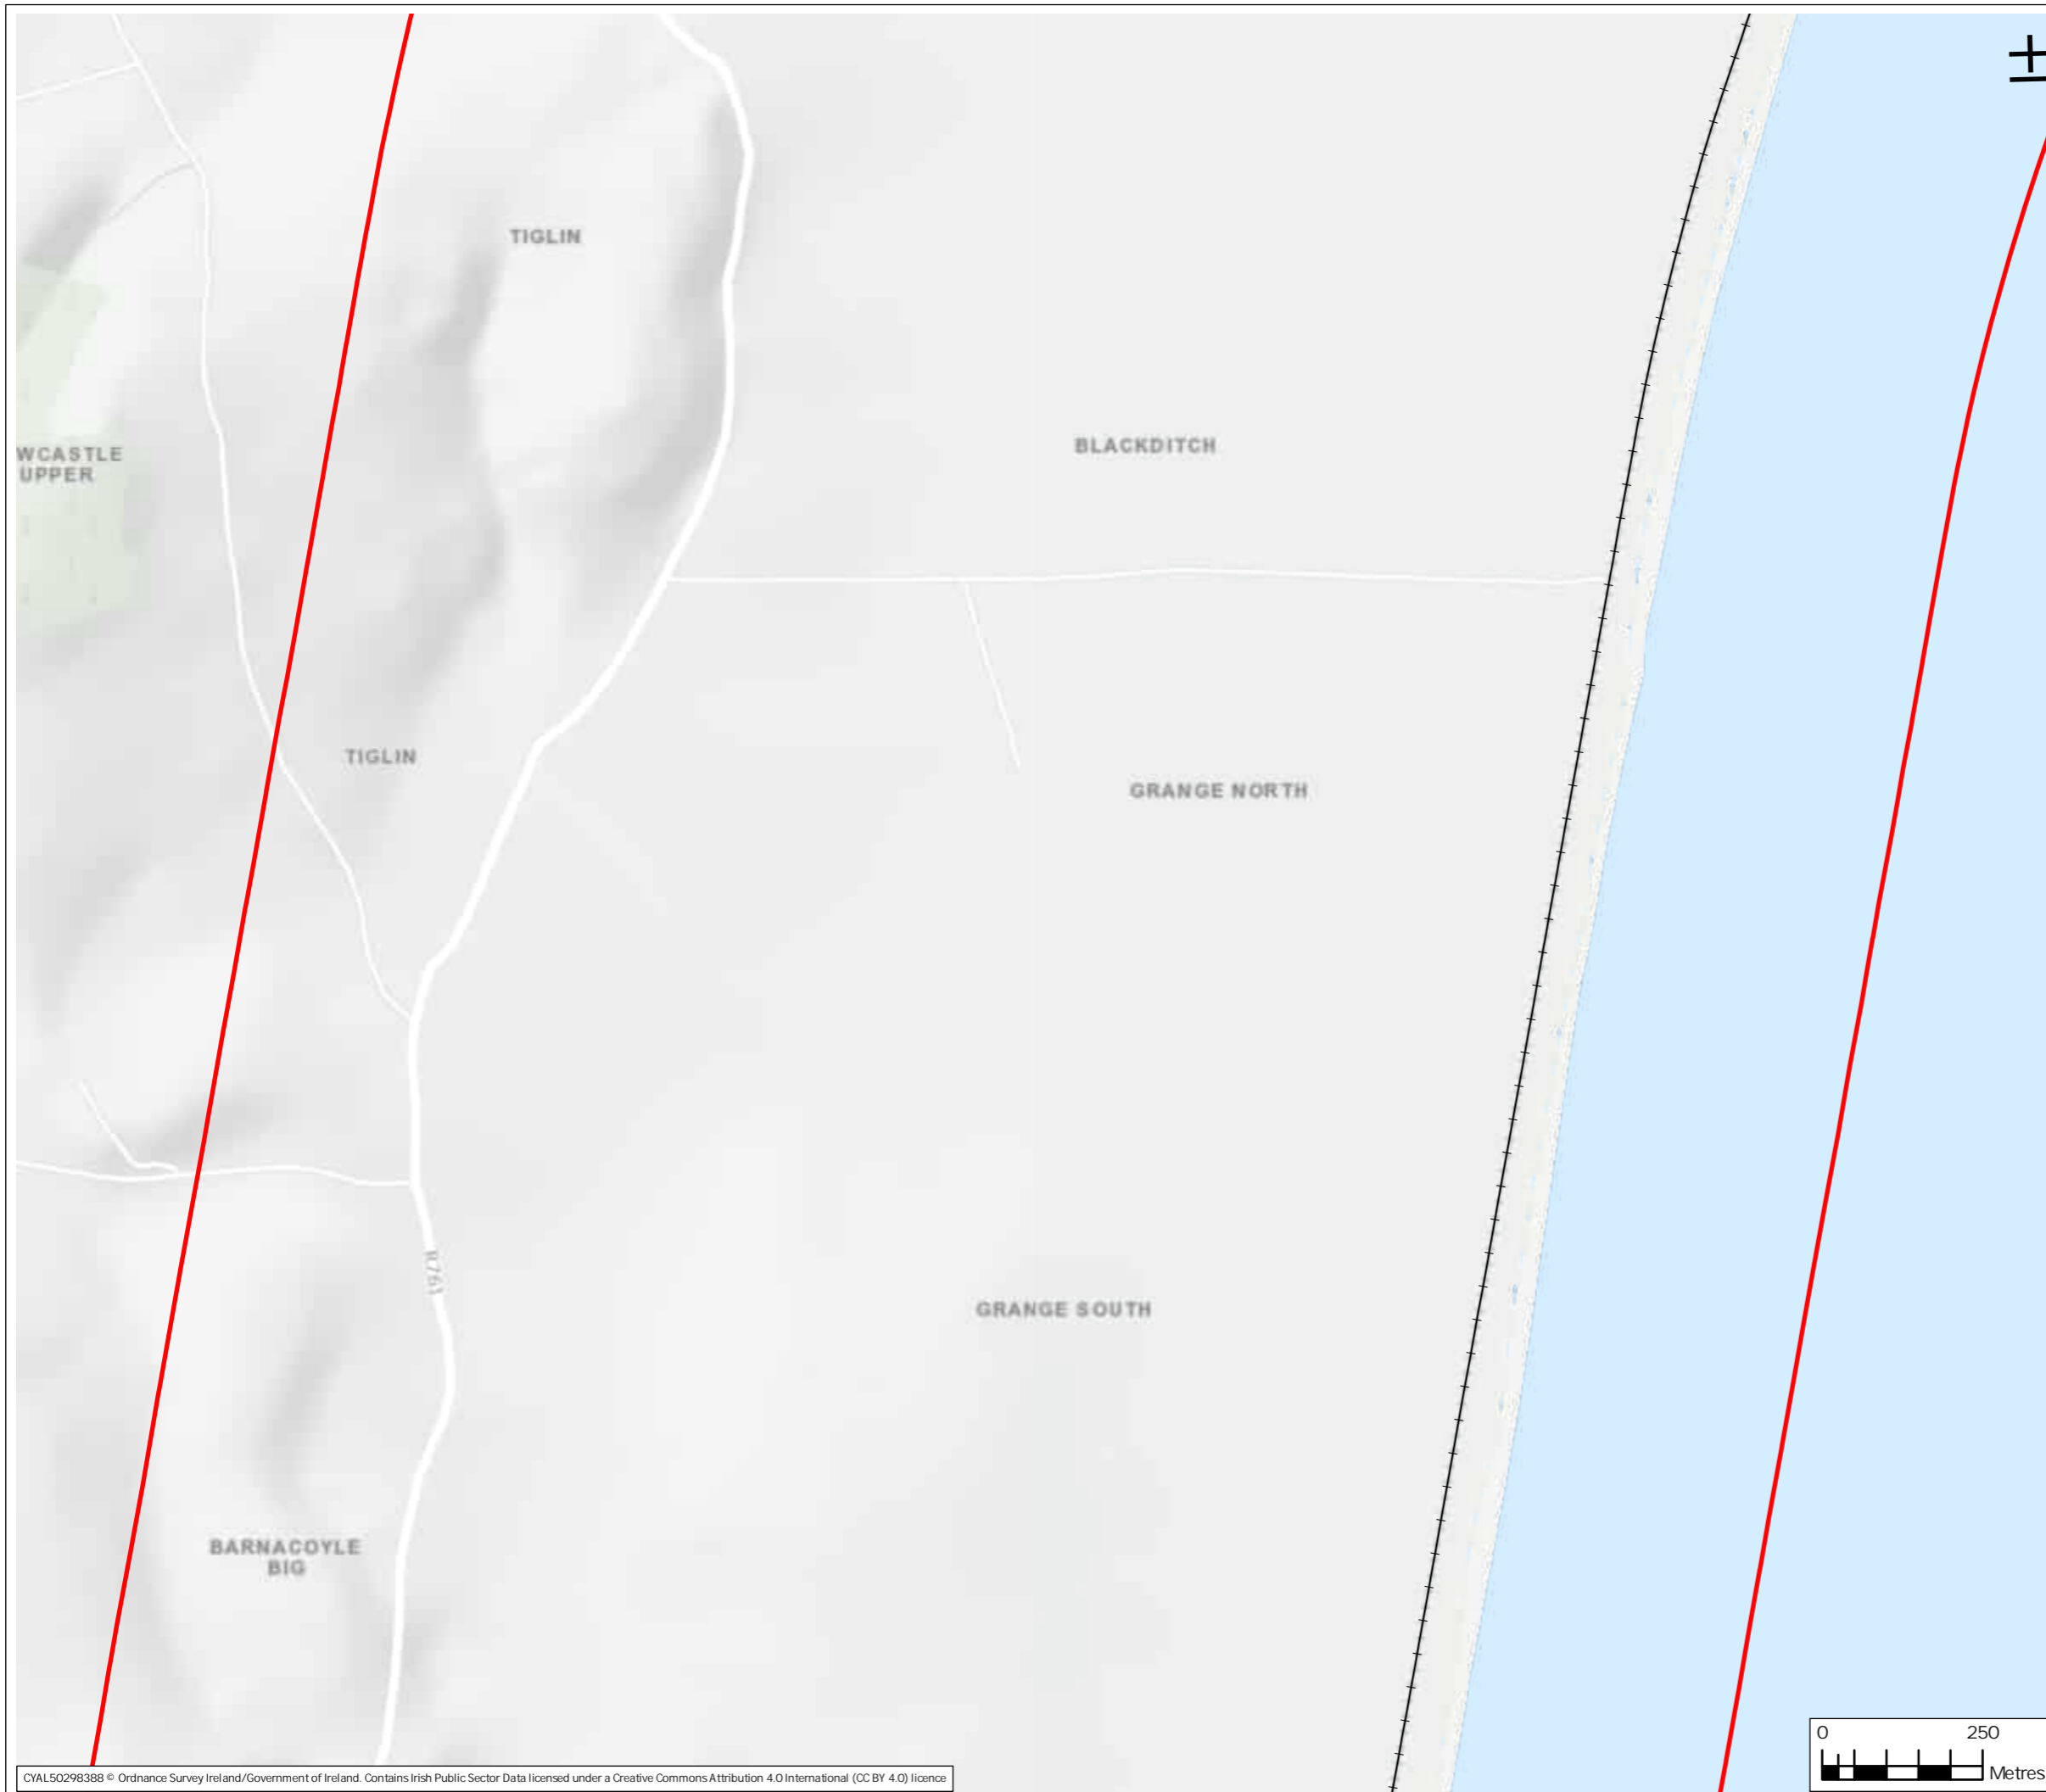 TIGLIN
BLACKDITCH
WCASTLE
UPPER
TIGLIN
GRANGE NORTH
R761
GRANGE SOUTH
BARNACOYLE
BIG
0 250
Metres
CYAL50298388 © Ordnance Survey Ireland/Government of Ireland. Contains Irish Public Sector Data licensed under a Creative Commons Attribution 4.0 International (CC BY 4.0) licence